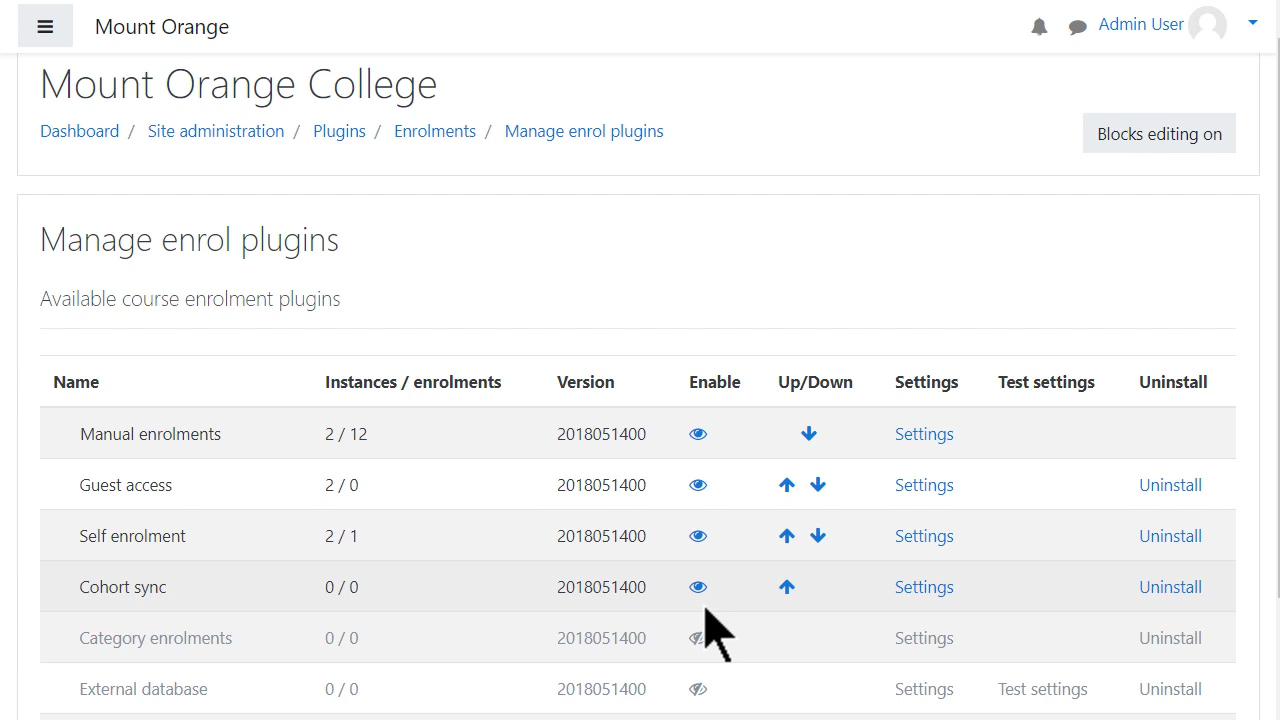 Mount Orange
Admin User
Mount Orange College
Dashboard / Site administration / Plugins / Enrolments / Manage enrol plugins
Blocks editing on
Manage enrol plugins
Available course enrolment plugins
Name Instances / enrolments Version Enable Up/Down Settings Test settings Uninstall
Manual enrolments 2 / 12 2018051400 Settings
Guest access 2 / 0 2018051400 Settings Uninstall
Self enrolment 2 / 1 2018051400 Settings Uninstall
Cohort sync 0 / 0 2018051400 Settings Uninstall
Category enrolments 0 / 0 2018051400 Settings Uninstall
External database 0 / 0 2018051400 Settings Test settings Uninstall